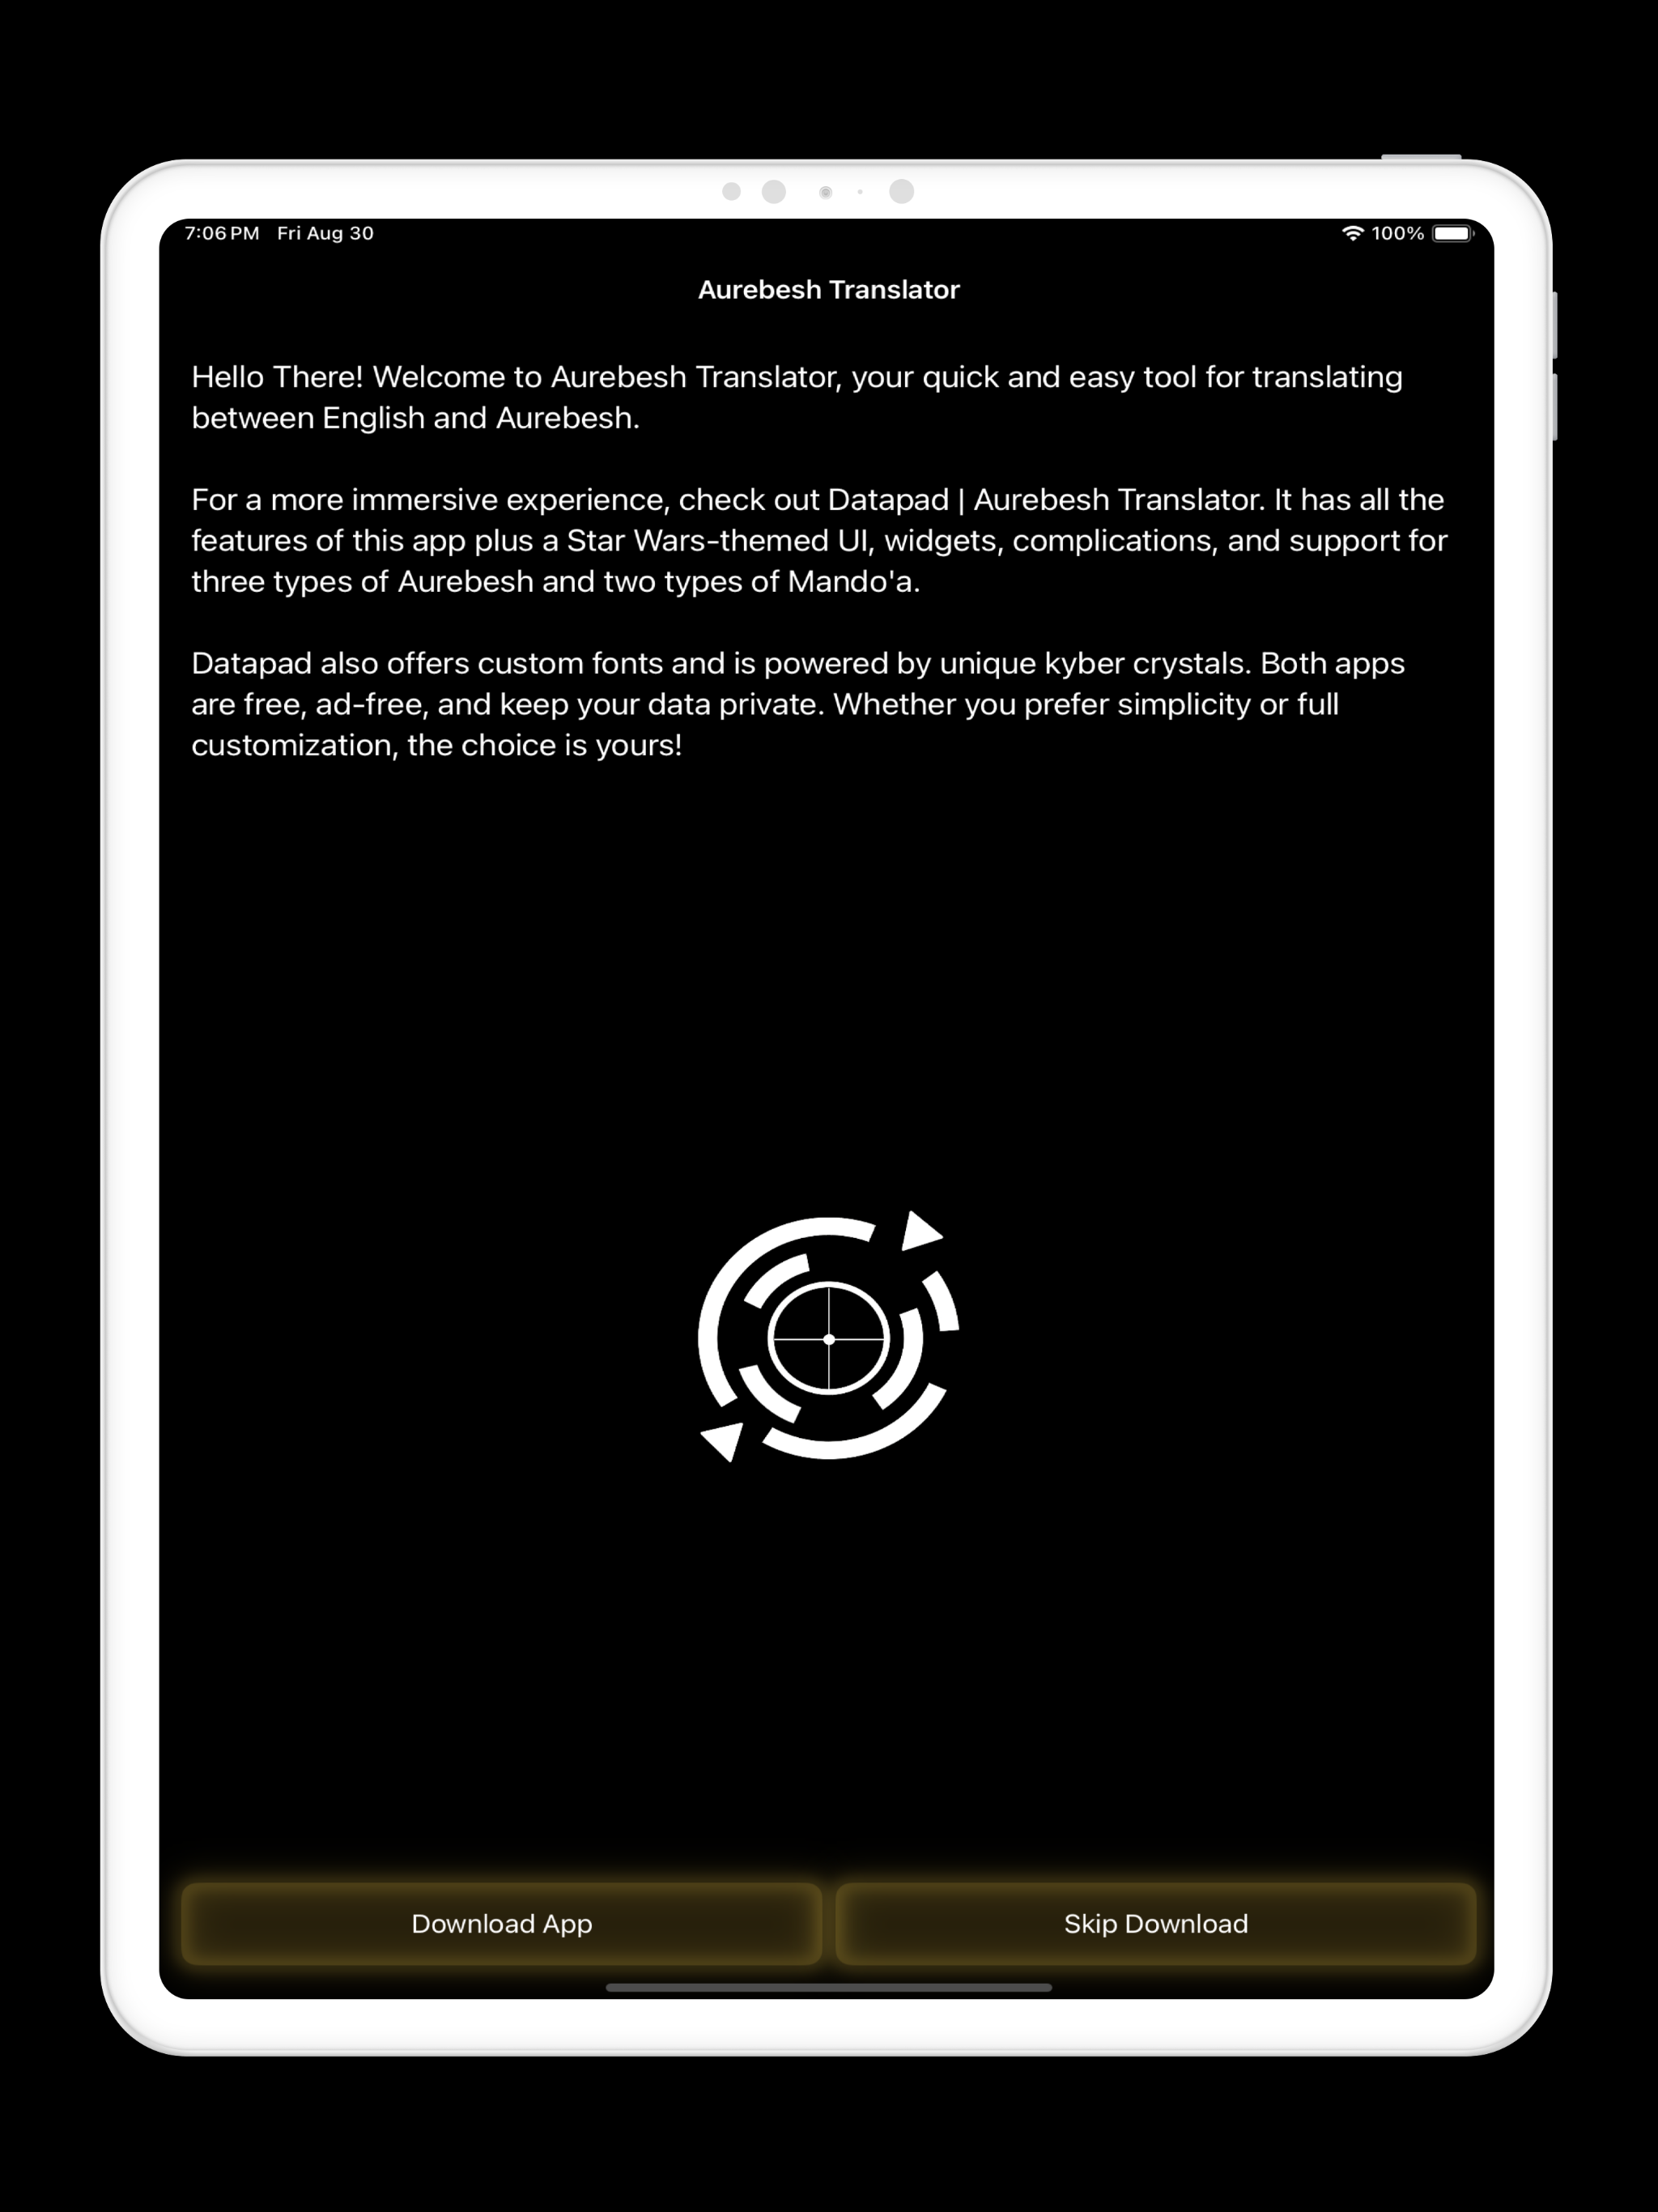 7:06 PM Fri Aug 30
100%
Aurebesh Translator
Hello There! Welcome to Aurebesh Translator, your quick and easy tool for translating
between English and Aurebesh.
For a more immersive experience, check out Datapad | Aurebesh Translator. It has all the
features of this app plus a Star Wars-themed UI, widgets, complications, and support for
three types of Aurebesh and two types of Mando'a.
Datapad also offers custom fonts and is powered by unique kyber crystals. Both apps
are free, ad-free, and keep your data private. Whether you prefer simplicity or full
customization, the choice is yours!
Download App
Skip Download